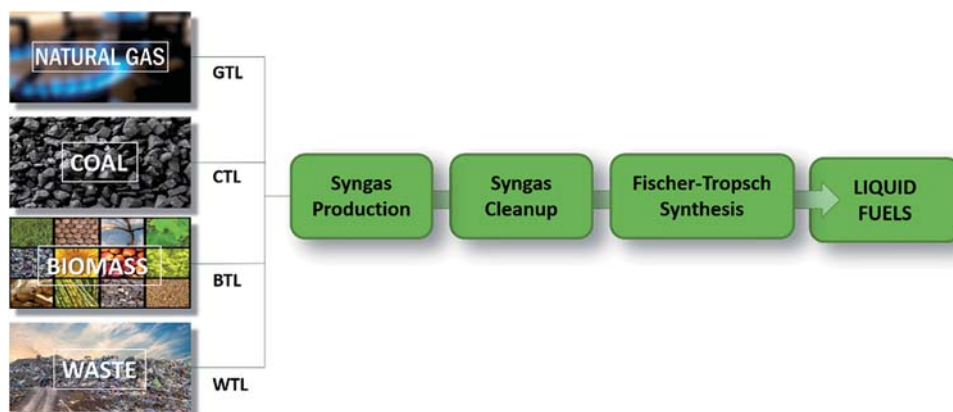 NATURAL GAS
GTL
COAL
CTL
BIOMASS
BTL
WASTE
WTL
Syngas
Production
Syngas
Cleanup
Fischer-Tropsch
Synthesis
LIQUID
FUELS